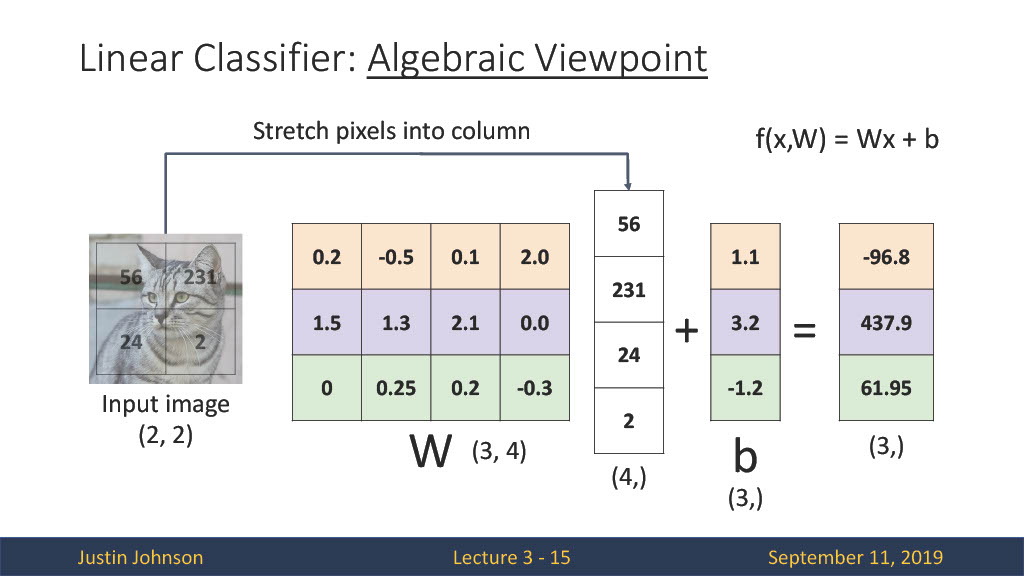 Linear Classifier: Algebraic Viewpoint
Stretch pixels into column
f(x,W) = Wx + b
56 231
24 2
Input image
(2, 2)
0.2 -0.5 0.1 2.0
1.5 1.3 2.1 0.0
0 0.25 0.2 -0.3
W (3, 4)
56
231
24
2
(4,)
+
1.1
3.2
-1.2
b
(3,)
=
-96.8
437.9
61.95
(3,)
Justin Johnson Lecture 3 - 15 September 11, 2019